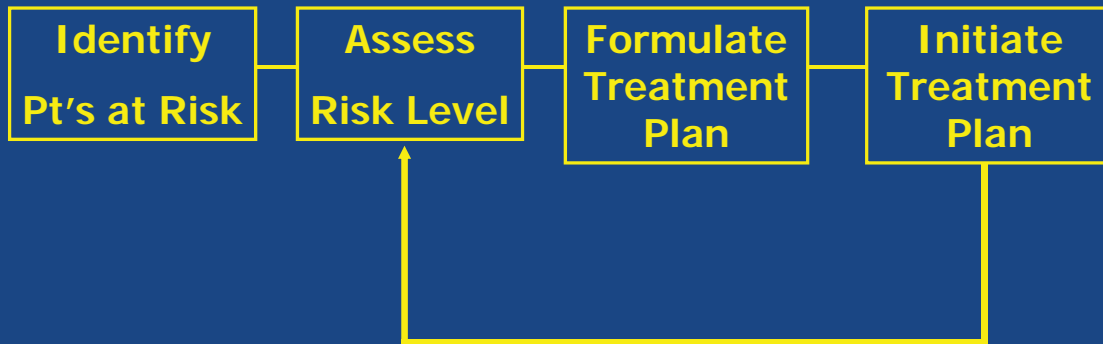 Identify
Pt's at Risk
Assess
Risk Level
Formulate
Treatment
Plan
Initiate
Treatment
Plan